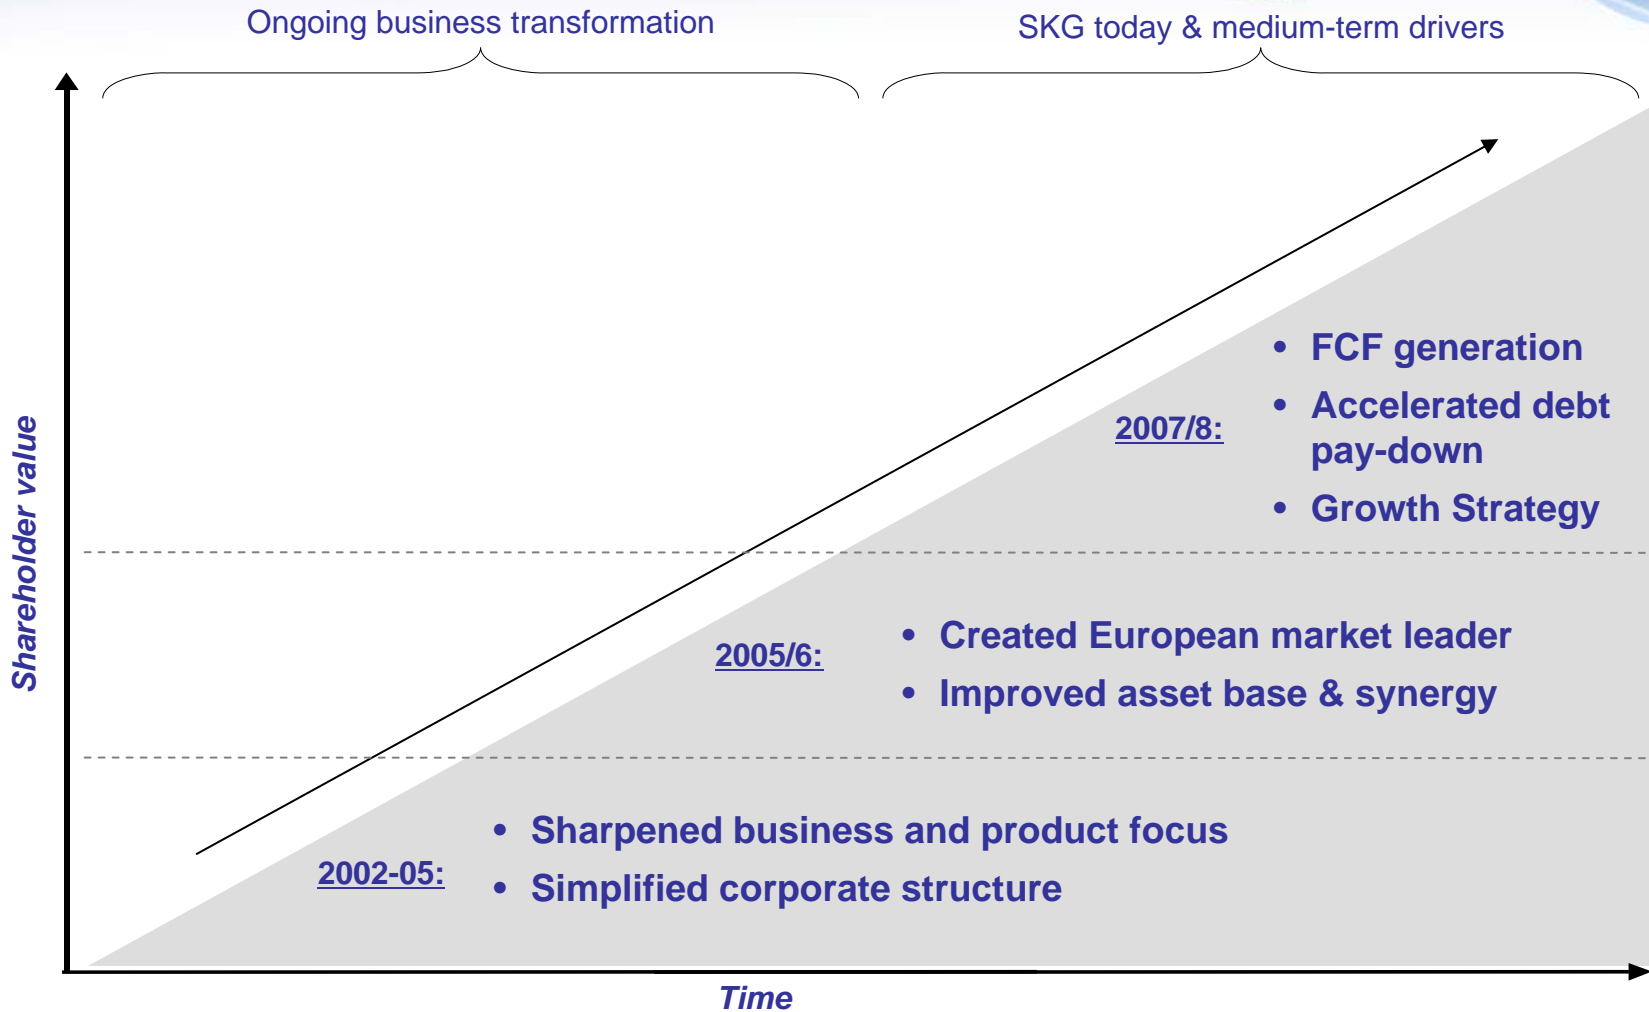 Ongoing business transformation
SKG today & medium-term drivers
Shareholder value
2007/8:
• FCF generation
• Accelerated debt
pay-down
• Growth Strategy
2005/6:
• Created European market leader
• Improved asset base & synergy
2002-05:
• Sharpened business and product focus
• Simplified corporate structure
Time